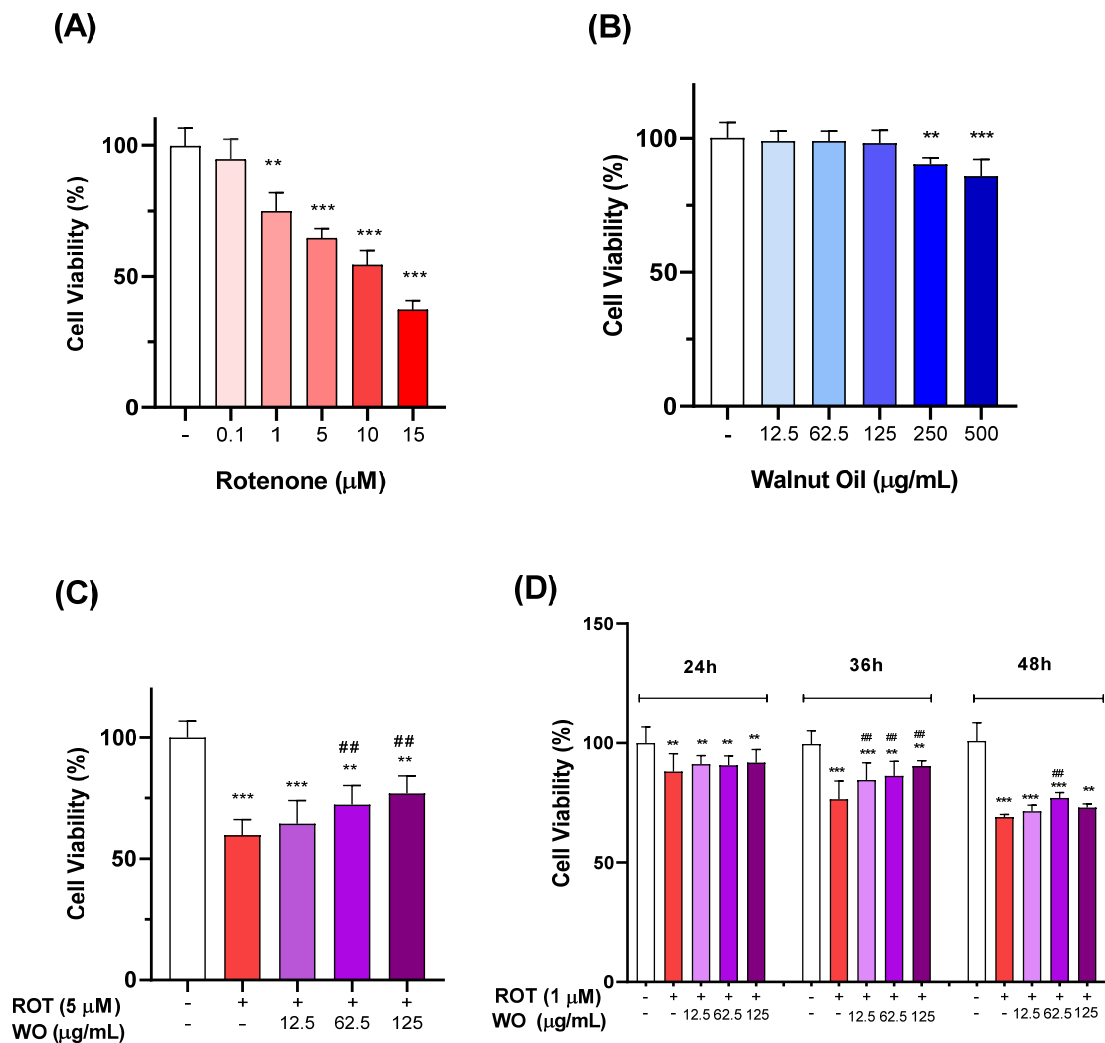 (A)
Cell Viability (%)
100
50
0
**
***
***
***
- 0.1 1 5 10 15
Rotenone (μM)
(B)
Cell Viability (%)
100
50
0
** ***
- 12.5 62.5 125 250 500
Walnut Oil (μg/mL)
(C)
Cell Viability (%)
100
50
0
## ##
*** *** ** **
ROT (5 μM) - + + + +
WO (μg/mL) - - 12.5 62.5 125
(D)
Cell Viability (%)
150
100
50
0
24h 36h 48h
** ** ** **
## ## ##
*** *** ** **
##
*** *** *** **
ROT (1 μM) - + + + + - + + + + - + + + +
WO (μg/mL) - - 12.5 62.5 125 - - 12.5 62.5 125 - - 12.5 62.5 125